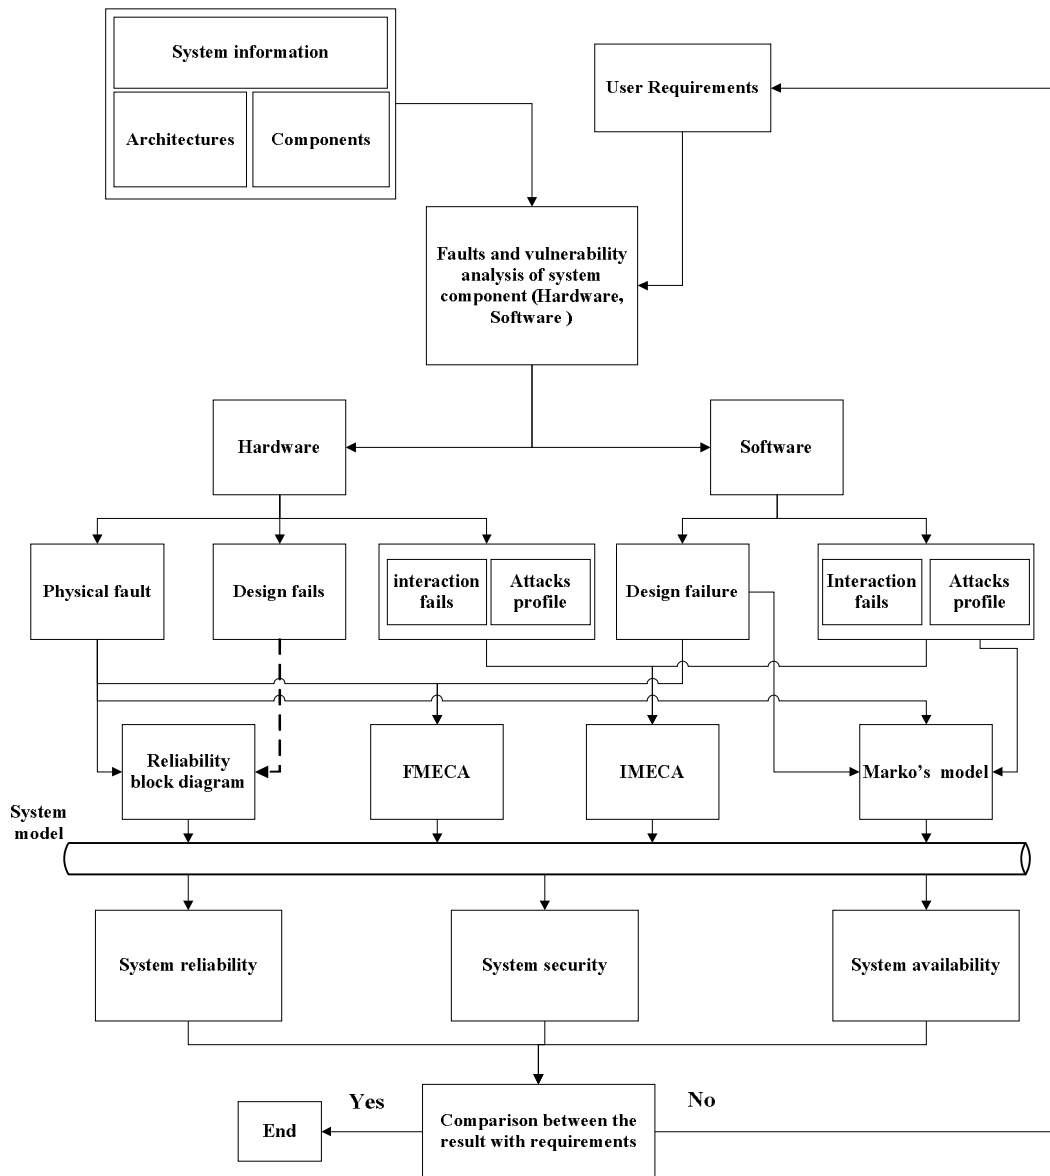 System information
User Requirements
Architectures
Components
Faults and vulnerability
analysis of system
component (Hardware,
Software )
Hardware
Software
Physical fault
Design fails
interaction
fails
Attacks
profile
Design failure
Interaction
fails
Attacks
profile
Reliability
block diagram
FMECA
IMECA
Marko's model
System
model
System reliability
System security
System availability
Yes
No
End
Comparison between the
result with requirements